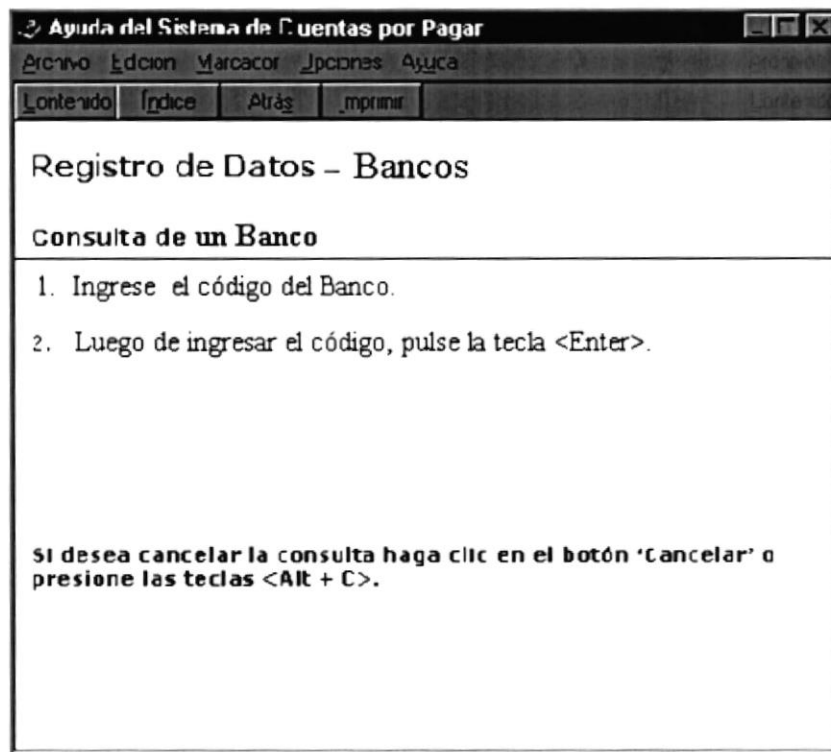 Ayuda del Sistema de Cuentas por Pagar
Archivo Edicion Marcador Opciones Ayuda
Contenido Índice Atrás Imprimir
Registro de Datos – Bancos
Consulta de un Banco
1. Ingrese el código del Banco.
2. Luego de ingresar el código, pulse la tecla <Enter>.
Si desea cancelar la consulta haga clic en el botón ‘Cancelar’ o
presione las teclas <Alt + C>.